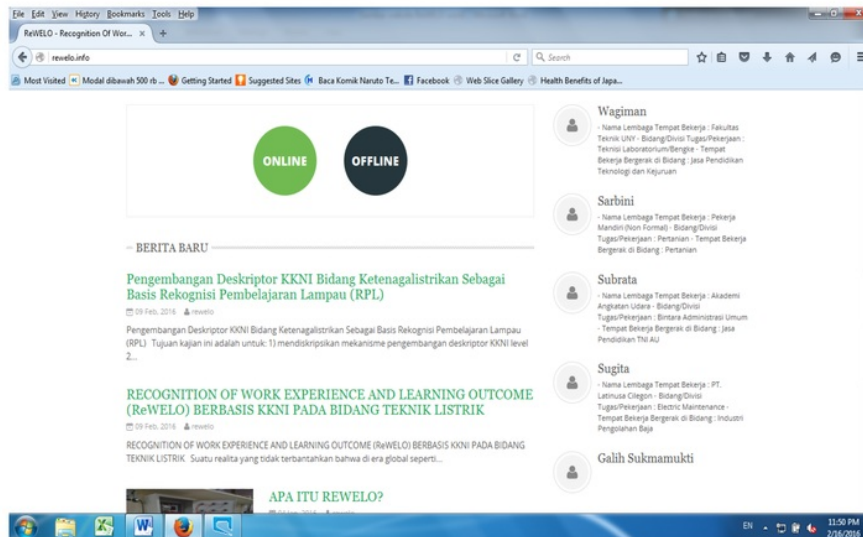 File Edit View History Bookmarks Tools Help
ReWELO - Recognition Of Wor...
rewelo.info
Search
Most Visited
Modal dibawah 500 rb ...
Getting Started
Suggested Sites
Baca Komik Naruto Te...
Facebook
Web Slice Gallery
Health Benefits of Japa...
ONLINE
OFFLINE
BERITA BARU
Pengembangan Deskriptor KKNI Bidang Ketenagalistrikan Sebagai
Basis Rekognisi Pembelajaran Lampau (RPL)
09 Feb, 2016 rewelo
Pengembangan Deskriptor KKNI Bidang Ketenagalistrikan Sebagai Basis Rekognisi Pembelajaran Lampau
(RPL) Tujuan kajian ini adalah untuk: 1) mendiskripsikan mekanisme pengembangan deskriptor KKNI level
2...
RECOGNITION OF WORK EXPERIENCE AND LEARNING OUTCOME
(ReWELO) BERBASIS KKNI PADA BIDANG TEKNIK LISTRIK
09 Feb, 2016 rewelo
RECOGNITION OF WORK EXPERIENCE AND LEARNING OUTCOME (ReWELO) BERBASIS KKNI PADA BIDANG
TEKNIK LISTRIK Suatu realita yang tidak terbantahkan bahwa di era global seperti...
APA ITU REWELO?
Wagiman
- Nama Lembaga Tempat Bekerja : Fakultas
Teknik UNY - Bidang/Divisi Tugas/Pekerjaan :
Teknisi Laboratorium/Bengke - Tempat
Bekerja Bergerak di Bidang : Jasa Pendidikan
Teknologi dan Kejuruan
Sarbini
- Nama Lembaga Tempat Bekerja : Pekerja
Mandiri (Non Formal) - Bidang/Divisi
Tugas/Pekerjaan : Pertanian - Tempat Bekerja
Bergerak di Bidang : Pertanian
Subrata
- Nama Lembaga Tempat Bekerja : Akademi
Angkatan Udara - Bidang/Divisi
Tugas/Pekerjaan : Bintara Administrasi Umum
- Tempat Bekerja Bergerak di Bidang : Jasa
Pendidikan TNI AU
Sugita
- Nama Lembaga Tempat Bekerja : PT.
Latinusa Cilegon - Bidang/Divisi
Tugas/Pekerjaan : Electric Maintenance -
Tempat Bekerja Bergerak di Bidang : Industri
Pengolahan Baja
Galih Sukmamukti
EN
11:50 PM
2/16/2016